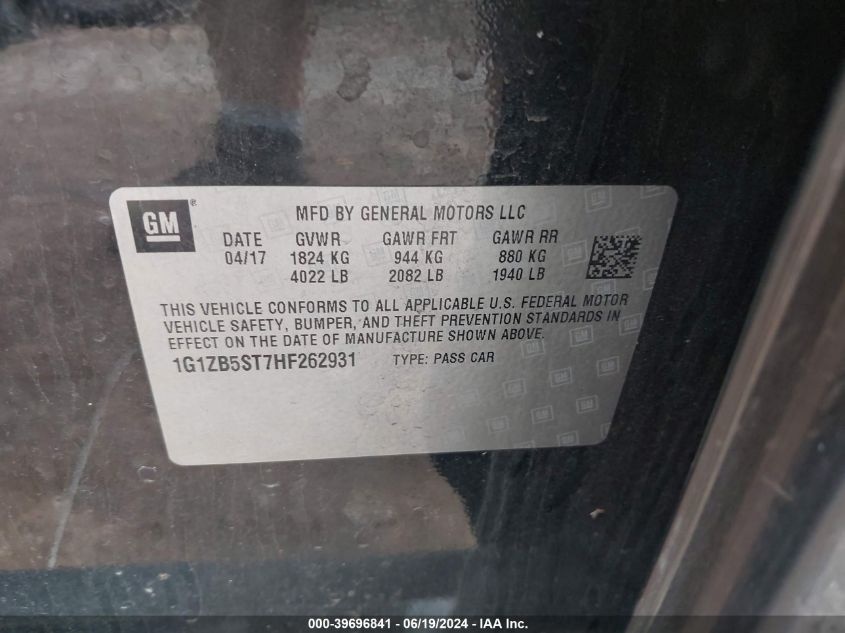 GM
MFD BY GENERAL MOTORS LLC
DATE GVWR GAWR FRT GAWR RR
04/17 1824 KG 944 KG 880 KG
4022 LB 2082 LB 1940 LB
THIS VEHICLE CONFORMS TO ALL APPLICABLE U.S. FEDERAL MOTOR
VEHICLE SAFETY, BUMPER, AND THEFT PREVENTION STANDARDS IN
EFFECT ON THE DATE OF MANUFACTURE SHOWN ABOVE.
1G1ZB5ST7HF262931 TYPE: PASS CAR
000-39696841 - 06/19/2024 - IAA Inc.